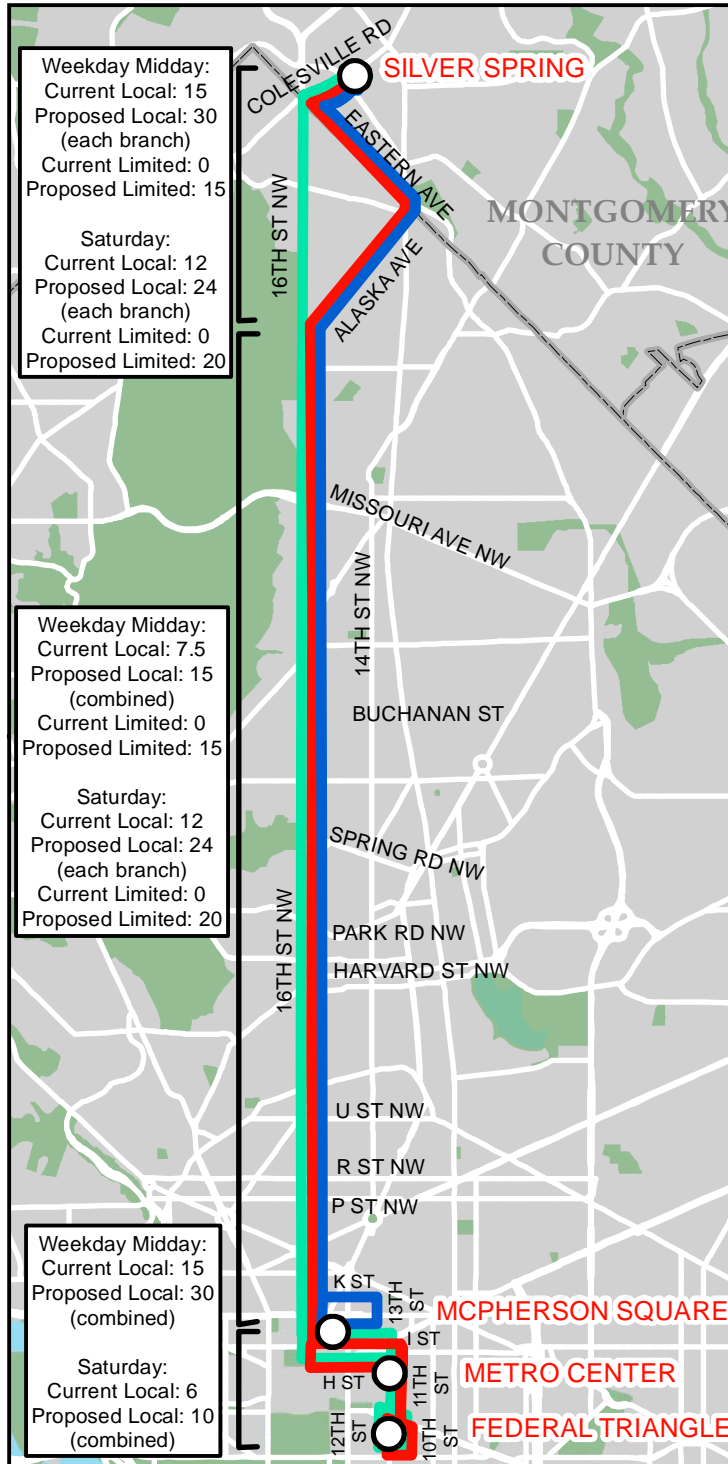 COLESVILLE RD
SILVER SPRING
Weekday Midday:
Current Local: 15
Proposed Local: 30
(each branch)
Current Limited: 0
Proposed Limited: 15
Saturday:
Current Local: 12
Proposed Local: 24
(each branch)
Current Limited: 0
Proposed Limited: 20
EASTERN AVE
MONTGOMERY
COUNTY
16TH ST NW
ALASKA AVE
MISSOURI AVE NW
14TH ST NW
Weekday Midday:
Current Local: 7.5
Proposed Local: 15
(combined)
Current Limited: 0
Proposed Limited: 15
Saturday:
Current Local: 12
Proposed Local: 24
(each branch)
Current Limited: 0
Proposed Limited: 20
BUCHANAN ST
SPRING RD NW
16TH ST NW
PARK RD NW
HARVARD ST NW
U ST NW
R ST NW
P ST NW
Weekday Midday:
Current Local: 15
Proposed Local: 30
(combined)
Saturday:
Current Local: 6
Proposed Local: 10
(combined)
K ST
13TH
ST
MCPHERSON SQUARE
I ST
H ST
11TH
ST
METRO CENTER
12TH
ST
10TH
ST
FEDERAL TRIANGLE